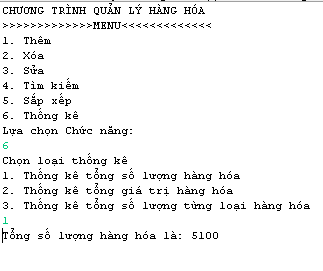 CHƯƠNG TRÌNH QUẢN LÝ HÀNG HÓA
>>>>>>>>>>>>>MENU<<<<<<<<<<<<<
1. Thêm
2. Xóa
3. Sửa
4. Tìm kiếm
5. Sắp xếp
6. Thống kê
Lựa chọn Chức năng:
6
Chọn loại thống kê
1. Thống kê tổng số lượng hàng hóa
2. Thống kê tổng giá trị hàng hóa
3. Thống kê tổng số lượng từng loại hàng hóa
1
Tổng số lượng hàng hóa là: 5100